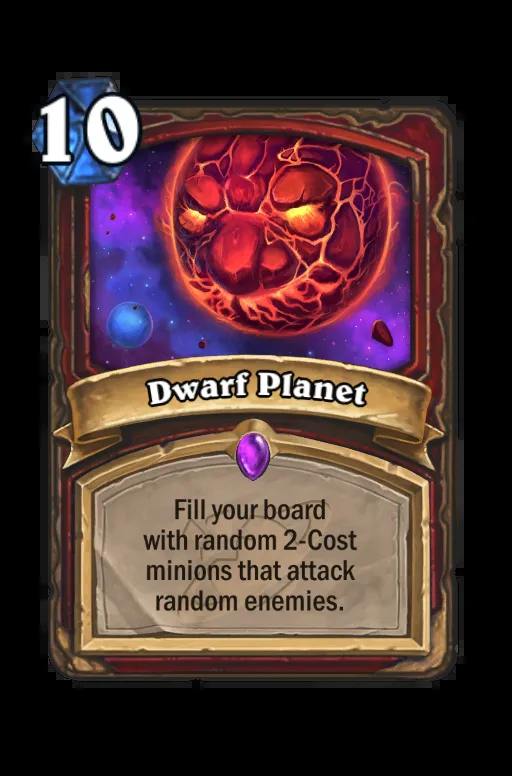 10
Dwarf Planet
Fill your board
with random 2-Cost
minions that attack
random enemies.